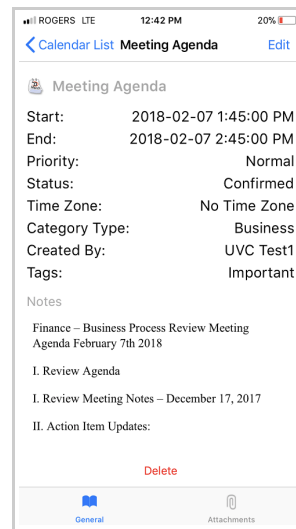 ROGERS LTE 12:42 PM 20%
Calendar List Meeting Agenda Edit
Meeting Agenda
Start: 2018-02-07 1:45:00 PM
End: 2018-02-07 2:45:00 PM
Priority: Normal
Status: Confirmed
Time Zone: No Time Zone
Category Type: Business
Created By: UVC Test1
Tags: Important
Notes
Finance – Business Process Review Meeting
Agenda February 7th 2018
I. Review Agenda
I. Review Meeting Notes – December 17, 2017
II. Action Item Updates:
Delete
General Attachments